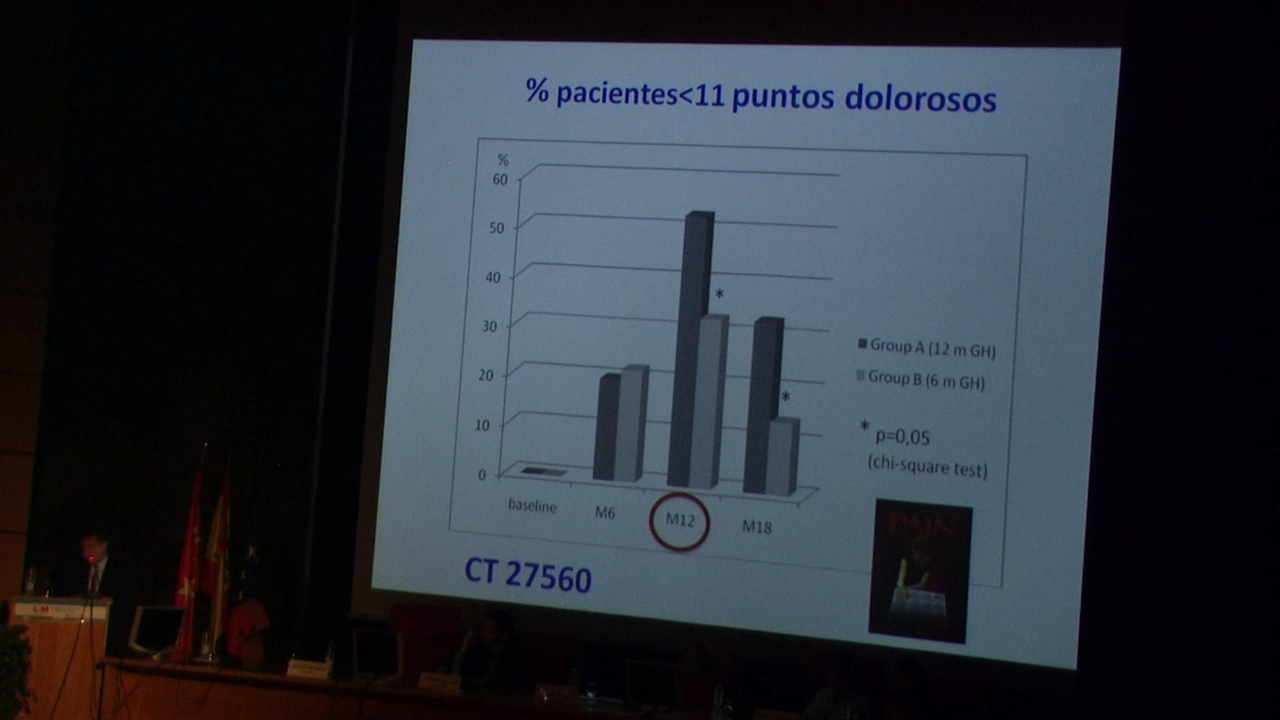 % pacientes<11 puntos dolorosos
%
60
50
40
30
20
10
0
baseline
M6
M12
M18
*
*
Group A (12 m GH)
Group B (6 m GH)
* p=0,05
(chi-square test)
PAIN
CT 27560